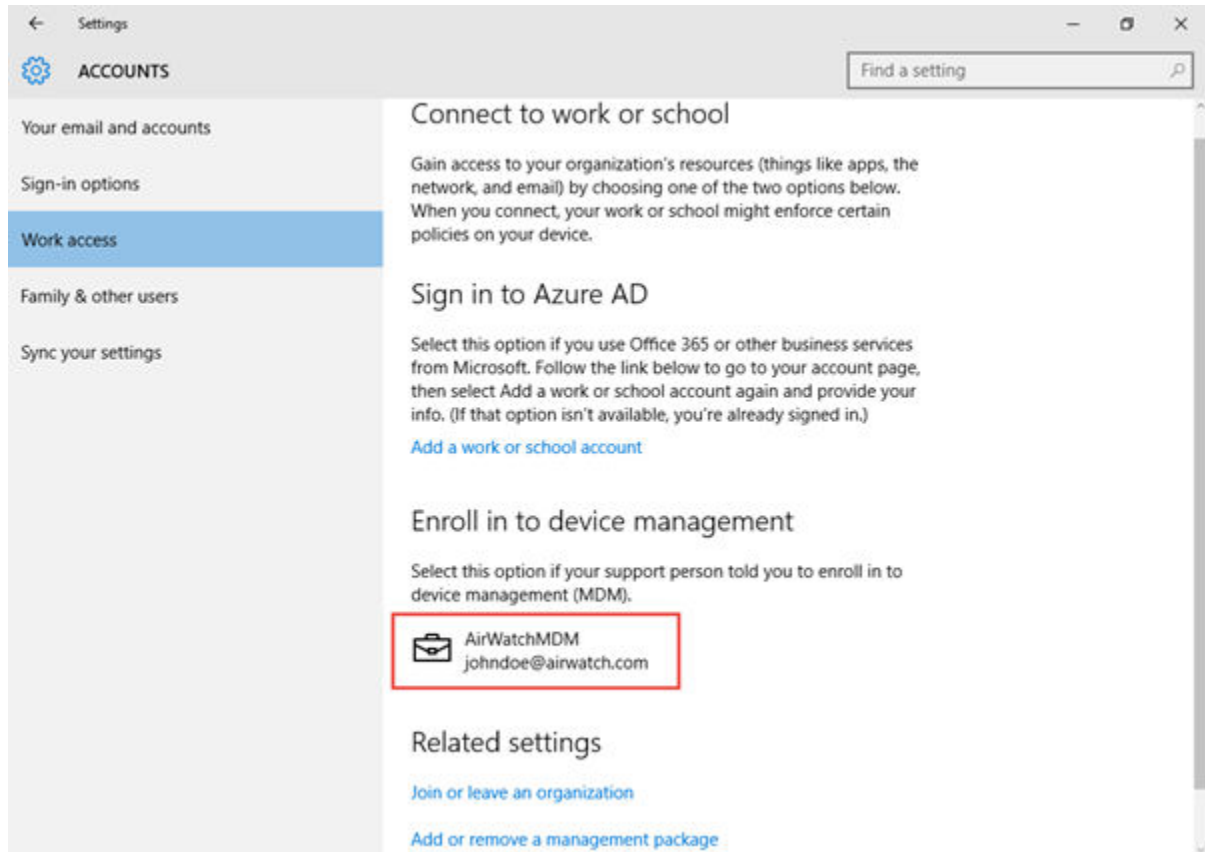 Settings
ACCOUNTS
Find a setting
Your email and accounts
Sign-in options
Work access
Family & other users
Sync your settings
Connect to work or school
Gain access to your organization's resources (things like apps, the
network, and email) by choosing one of the two options below.
When you connect, your work or school might enforce certain
policies on your device.
Sign in to Azure AD
Select this option if you use Office 365 or other business services
from Microsoft. Follow the link below to go to your account page,
then select Add a work or school account again and provide your
info. (If that option isn't available, you're already signed in.)
Add a work or school account
Enroll in to device management
Select this option if your support person told you to enroll in to
device management (MDM).
AirWatchMDM
johndoe@airwatch.com
Related settings
Join or leave an organization
Add or remove a management package